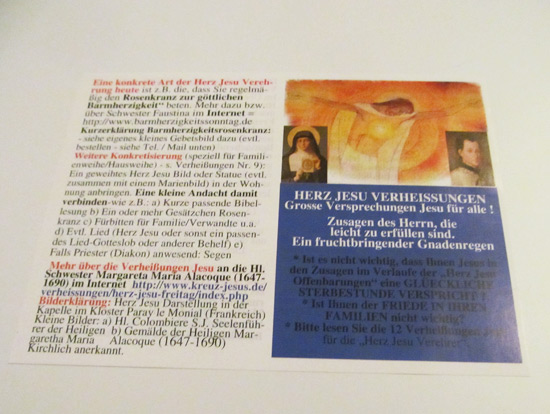 Eine konkrete Art der Herz Jesu Vereh-
rung heute ist z.B. die, dass Sie regelmä-
ßig den Rosenkranz zur göttlichen
Barmherzigkeit" beten. Mehr dazu bzw.
über Schwester Faustina im Internet =
http://www.barmherzigkeitssonntag.de
Kurzerklärung Barmherzigkeitsrosenkranz:
- siehe eigenes kleines Gebetsbild dazu (evtl.
bestellen - siehe Tel. / Mail unten)
Weitere Konkretisierung (speziell für Famili-
enweihe/Hausweihe) - s. Verheißungen Nr. 9):
Ein geweihtes Herz Jesu Bild oder Statue (evtl.
zusammen mit einem Marienbild) in der Woh-
nung anbringen. Eine kleine Andacht damit
verbinden-wie z.B.: a) Kurze passende Bibel-
lesung b) Ein oder mehr Gesätzchen Rosen-
kranz c) Fürbitten für Familie/Verwandte u.a.
d) Evtl. Lied (Herz Jesu oder sonst ein passen-
des Lied-Gotteslob oder anderer Behelf) e)
Falls Priester (Diakon) anwesend: Segen
Mehr über die Verheißungen Jesu an die Hl.
Schwester Margareta Maria Alacoque (1647-
1690) im Internet http://www.kreuz-jesus.de/
verheissungen/herz-jesu-freitag/index.php
Bilderklärung: Herz Jesu Darstellung in der
Kapelle im Kloster Paray le Monial (Frankreich)
Kleine Bilder: a) Hl. Colombiere S.J. Seelenfüh-
rer der Heiligen b) Gemälde der Heiligen Mar-
garetha Maria Alacoque (1647-1690)
Kirchlich anerkannt.
HERZ JESU VERHEISSUNGEN
Grosse Versprechungen Jesu für alle !
Zusagen des Herrn, die
leicht zu erfüllen sind.
Ein fruchtbringender Gnadenregen
* Ist es nicht wichtig, dass Ihnen Jesus in
den Zusagen im Verlaufe der „Herz Jesu
Offenbarungen" eine GLÜECKLICHE
STERBESTUNDE VERSPRICHT ?
* Ist Ihnen der FRIEDE IN IHREN
FAMILIEN nicht wichtig?
* Bitte lesen Sie die 12 Verheißungen Jesu
für die „Herz Jesu Verehrer".